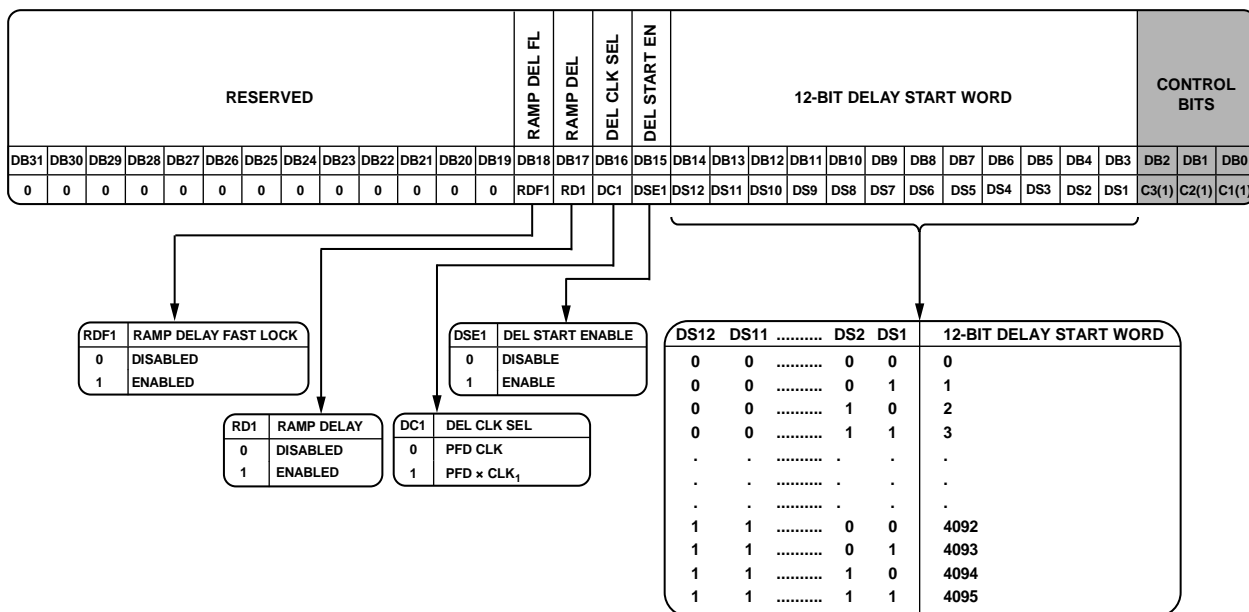 RESERVED
RAMP DEL FL
RAMP DEL
DEL CLK SEL
DEL START EN
12-BIT DELAY START WORD
CONTROL
BITS
DB31 DB30 DB29 DB28 DB27 DB26 DB25 DB24 DB23 DB22 DB21 DB20 DB19 DB18 DB17 DB16 DB15 DB14 DB13 DB12 DB11 DB10 DB9 DB8 DB7 DB6 DB5 DB4 DB3 DB2 DB1 DB0
0 0 0 0 0 0 0 0 0 0 0 0 0 RDF1 RD1 DC1 DSE1 DS12 DS11 DS10 DS9 DS8 DS7 DS6 DS5 DS4 DS3 DS2 DS1 C3(1) C2(1) C1(1)
RDF1 RAMP DELAY FAST LOCK
0 DISABLED
1 ENABLED
DSE1 DEL START ENABLE
0 DISABLE
1 ENABLE
RD1 RAMP DELAY
0 DISABLED
1 ENABLED
DC1 DEL CLK SEL
0 PFD CLK
1 PFD × CLK1
DS12 DS11 .......... DS2 DS1 12-BIT DELAY START WORD
0 0 .......... 0 0 0
0 0 .......... 0 1 1
0 0 .......... 1 0 2
0 0 .......... 1 1 3
. . .......... . . .
. . .......... . . .
. . .......... . . .
1 1 .......... 0 0 4092
1 1 .......... 0 1 4093
1 1 .......... 1 0 4094
1 1 .......... 1 1 4095